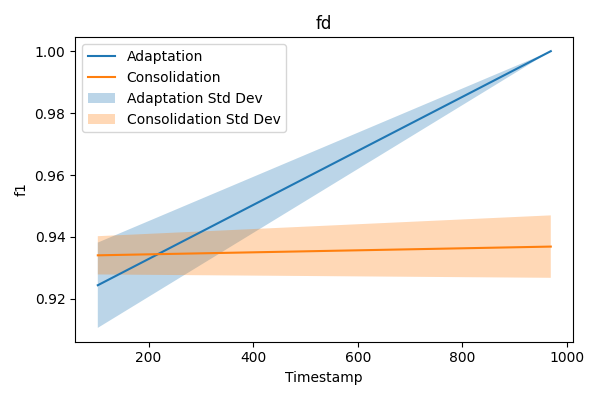 fd
Adaptation
Consolidation
Adaptation Std Dev
Consolidation Std Dev
f1
1.00
0.98
0.96
0.94
0.92
200
400
600
800
1000
Timestamp